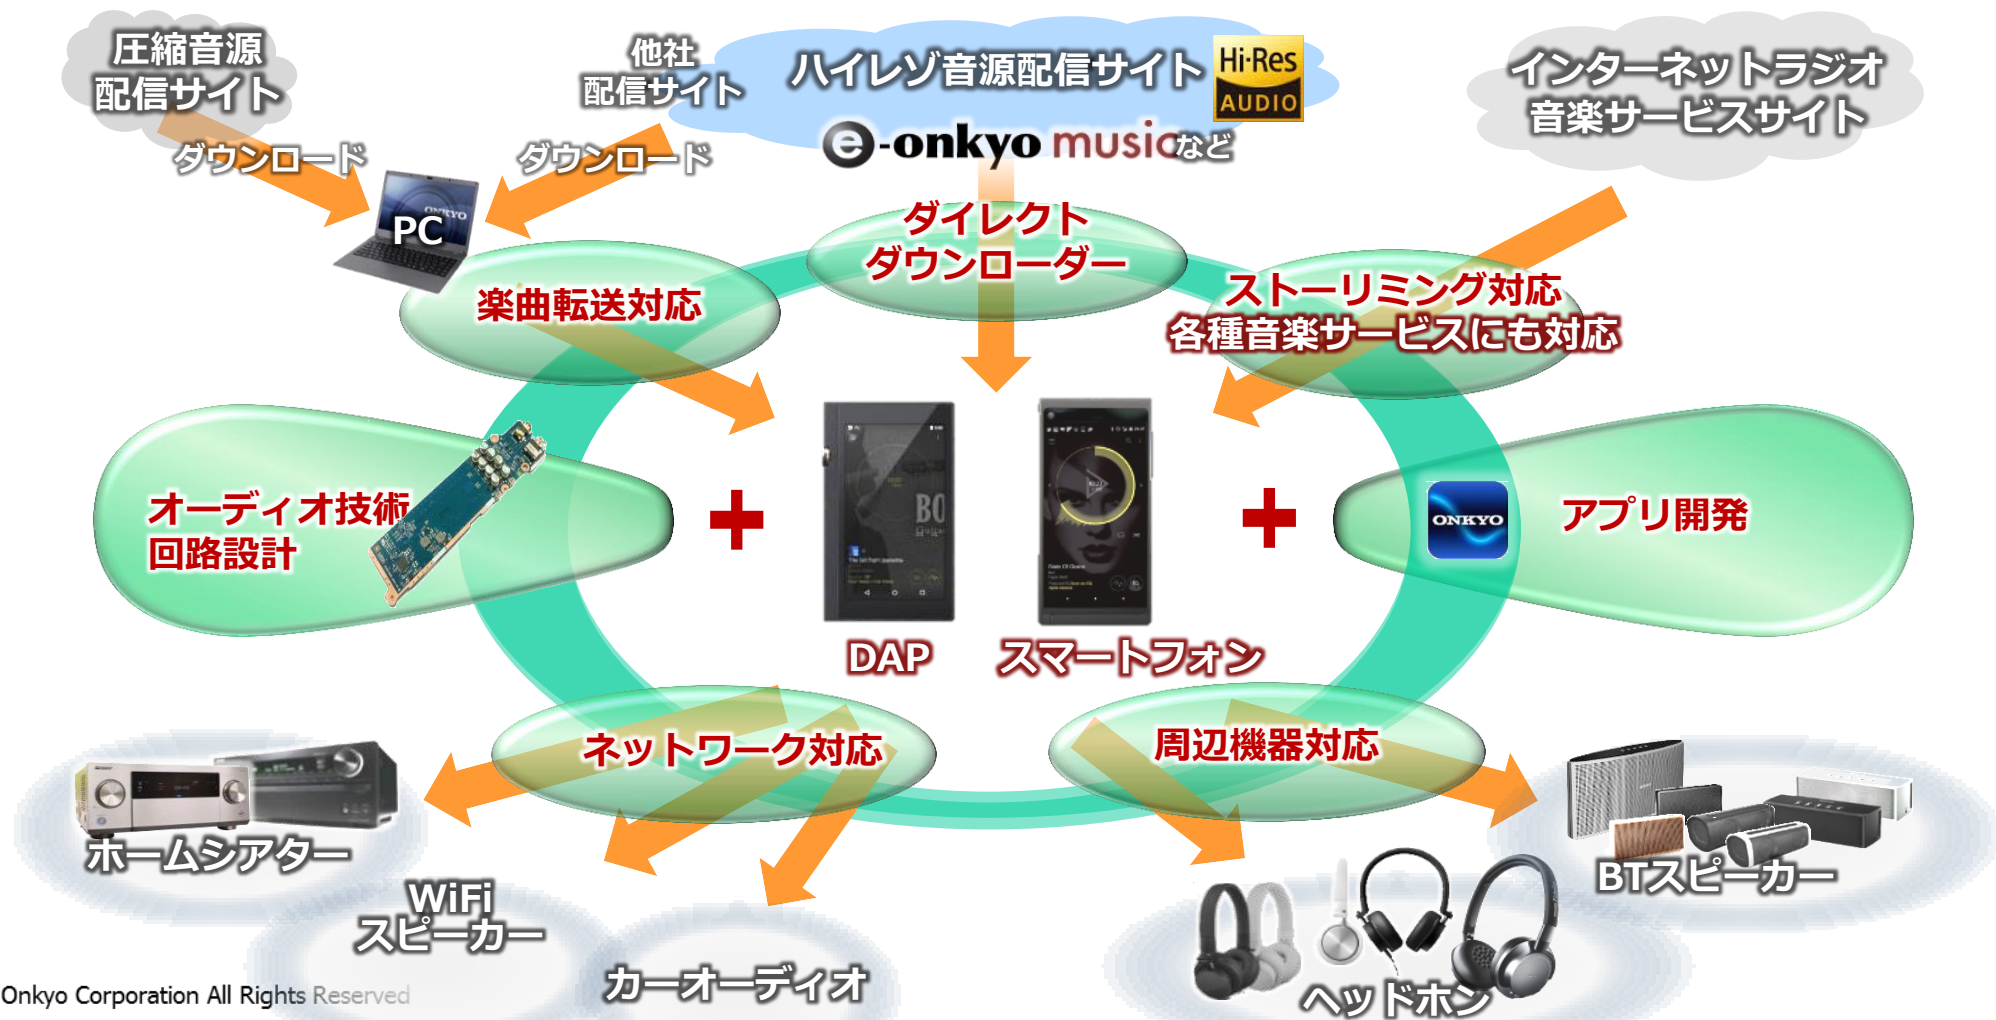 圧縮音源
配信サイト
他社
配信サイト
ハイレゾ音源配信サイト
Hi-Res
AUDIO
e-onkyo musicなど
インターネットラジオ
音楽サービスサイト
ダウンロード
ダウンロード
ONKYO
PC
ダイレクト
ダウンローダー
楽曲転送対応
ストーリミング対応
各種音楽サービスにも対応
オーディオ技術
回路設計
+
+
ONKYO
アプリ開発
BO
DAP
スマートフォン
ネットワーク対応
周辺機器対応
ホームシアター
WiFi
スピーカー
カーオーディオ
ヘッドホン
BTスピーカー
Onkyo Corporation All Rights Reserved